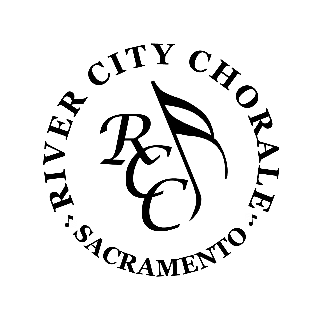 RIVER CITY CHORALE
RCC
SACRAMENTO